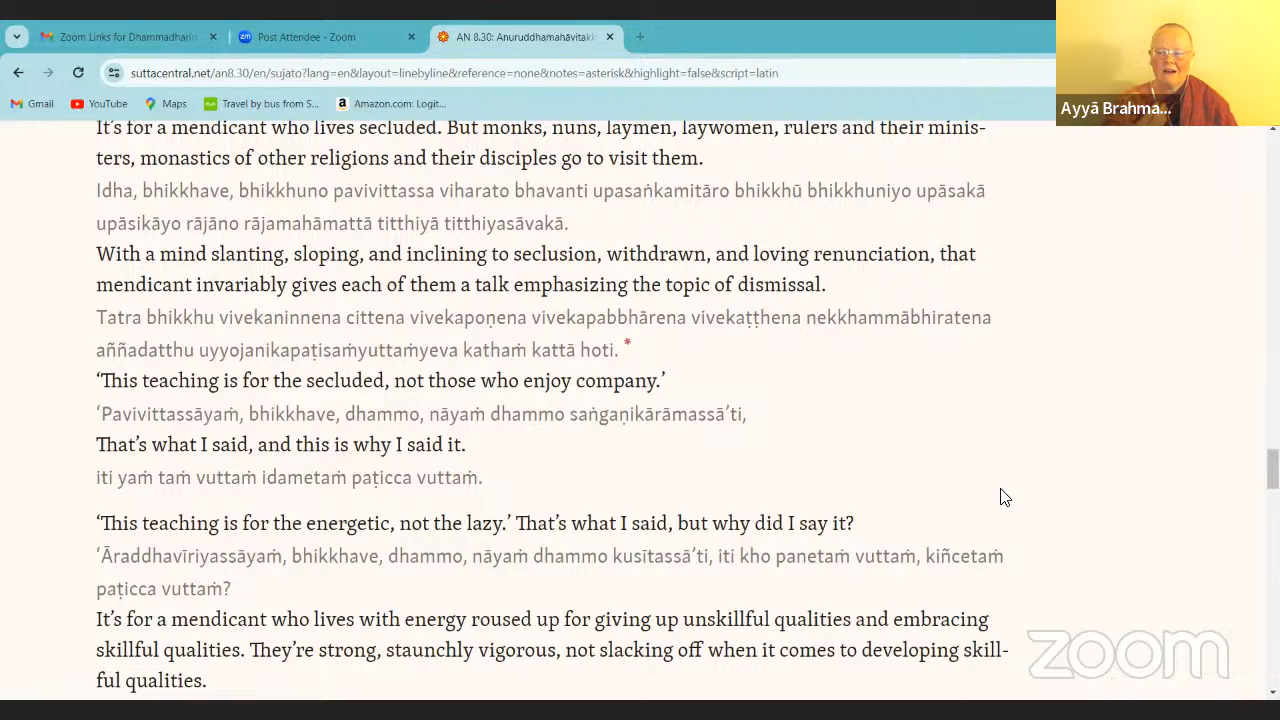 Zoom Links for Dhammadharin
Post Attendee - Zoom
AN 8.30: Anuruddhamahāvitakk
suttacentral.net/an8.30/en/sujato?lang=en&layout=linebyline&reference=none&notes=asterisk&highlight=false&script=latin
Gmail
YouTube
Maps
Travel by bus from S...
Amazon.com: Logit...
Ayyā Brahma...
It's for a mendicant who lives secluded. But monks, nuns, laymen, laywomen, rulers and their minis-
ters, monastics of other religions and their disciples go to visit them.
Idha, bhikkhave, bhikkhuno pavivittassa viharato bhavanti upasaṅkamitāro bhikkhū bhikkhuniyo upāsakā
upāsikāyo rājāno rājamahāmattā titthiyā titthiyasāvakā.
With a mind slanting, sloping, and inclining to seclusion, withdrawn, and loving renunciation, that
mendicant invariably gives each of them a talk emphasizing the topic of dismissal.
Tatra bhikkhu vivekaninnena cittena vivekapoṇena vivekapabbhārena vivekaṭṭhena nekkhammābhiratena
aññadatthu uyyojanikapaṭisaṁyuttaṁyeva kathaṁ kattā hoti. *
‘This teaching is for the secluded, not those who enjoy company.’
‘Pavivittassāyaṁ, bhikkhave, dhammo, nāyaṁ dhammo saṅgaṇikārāmassā’ti,
That’s what I said, and this is why I said it.
iti yaṁ taṁ vuttaṁ idametaṁ paṭicca vuttaṁ.
‘This teaching is for the energetic, not the lazy.’ That’s what I said, but why did I say it?
‘Āraddhavīriyassāyaṁ, bhikkhave, dhammo, nāyaṁ dhammo kusītassā’ti, iti kho panetaṁ vuttaṁ, kiñcetaṁ
paṭicca vuttaṁ?
It’s for a mendicant who lives with energy roused up for giving up unskillful qualities and embracing
skillful qualities. They’re strong, staunchly vigorous, not slacking off when it comes to developing skill-
ful qualities.
zoom